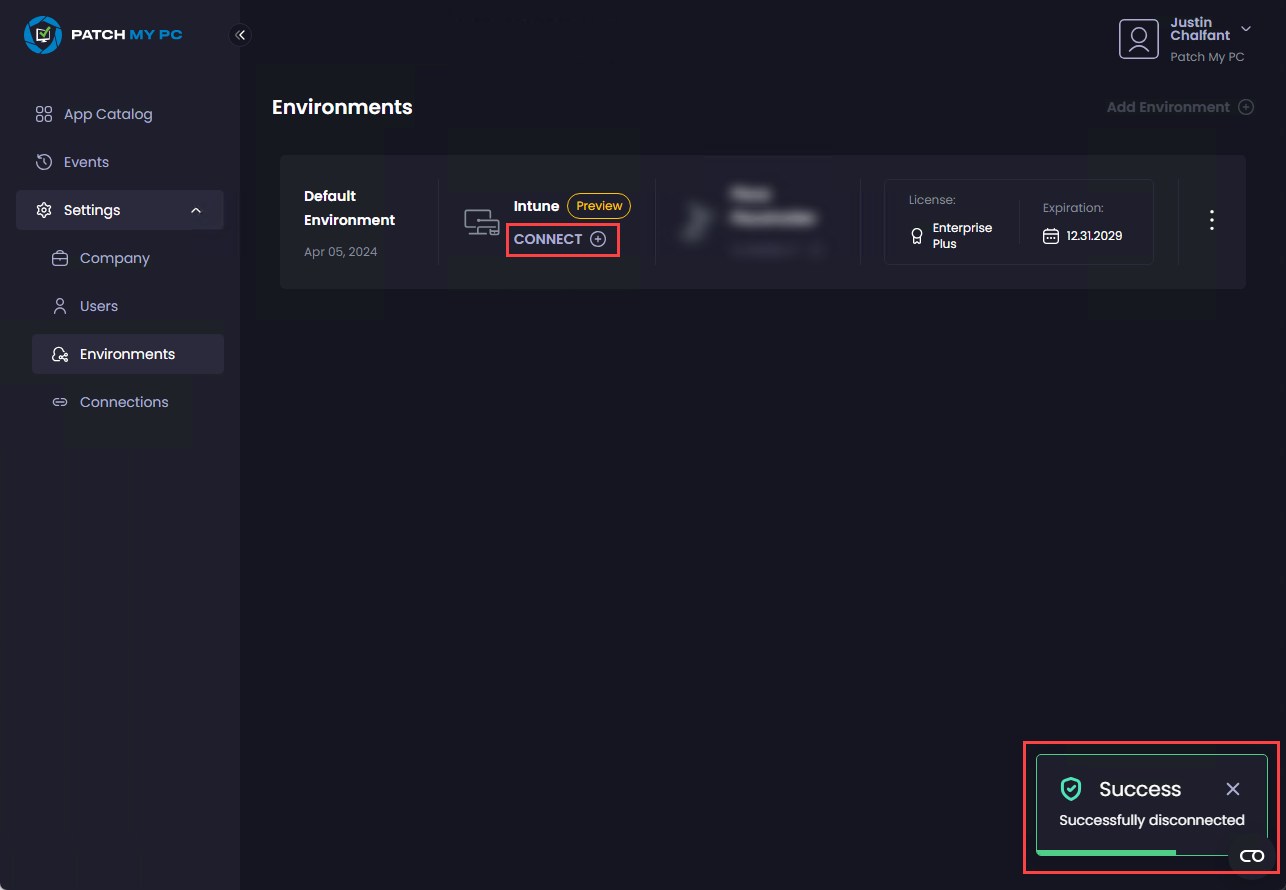 PATCH MY PC
Justin
Chalfant
Patch My PC
App Catalog
Events
Settings
Company
Users
Environments
Connections
Environments
Add Environment
Default
Environment
Apr 05, 2024
Intune Preview
CONNECT
License:
Enterprise
Plus
Expiration:
12.31.2029
Success
Successfully disconnected